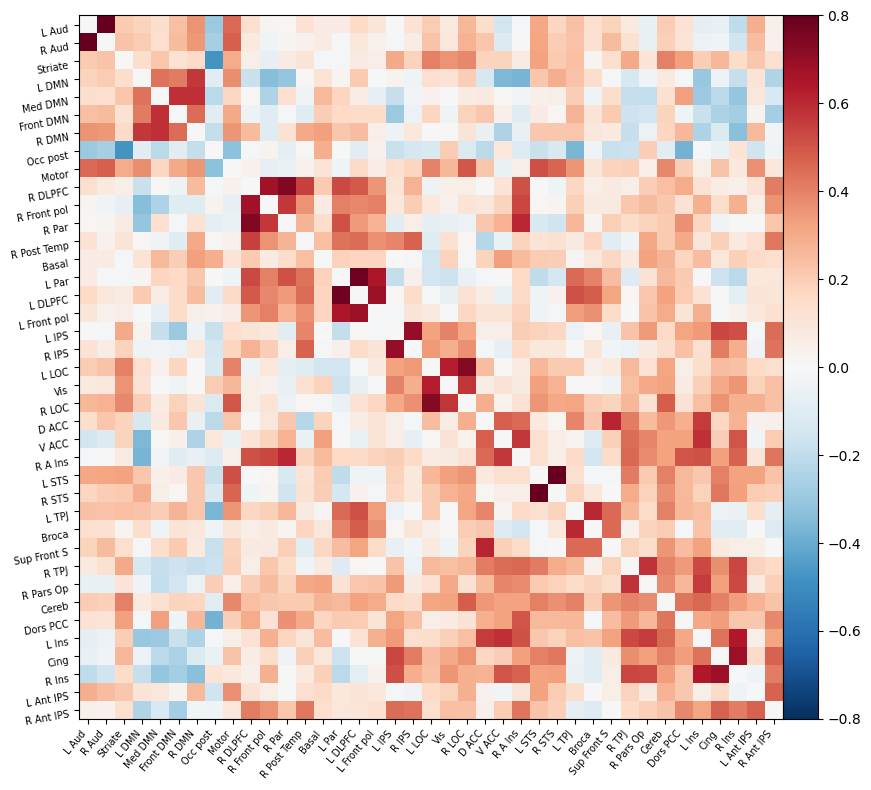 L Aud
R Aud
Striate
L DMN
Med DMN
Front DMN
R DMN
Occ post
Motor
R DLPFC
R Front pol
R Par
R Post Temp
Basal
L Par
L DLPFC
L Front pol
L IPS
R IPS
L LOC
Vis
R LOC
D ACC
V ACC
R A Ins
L STS
R STS
L TPJ
Broca
Sup Front S
R TPJ
R Pars Op
Cereb
Dors PCC
L Ins
Cing
R Ins
L Ant IPS
R Ant IPS
L Aud
R Aud
Striate
L DMN
Med DMN
Front DMN
R DMN
Occ post
Motor
R DLPFC
R Front pol
R Par
R Post Temp
Basal
L Par
L DLPFC
L Front pol
L IPS
R IPS
L LOC
Vis
R LOC
D ACC
V ACC
R A Ins
L STS
R STS
L TPJ
Broca
Sup Front S
R TPJ
R Pars Op
Cereb
Dors PCC
L Ins
Cing
R Ins
L Ant IPS
R Ant IPS
0.8
0.6
0.4
0.2
0.0
−0.2
−0.4
−0.6
−0.8